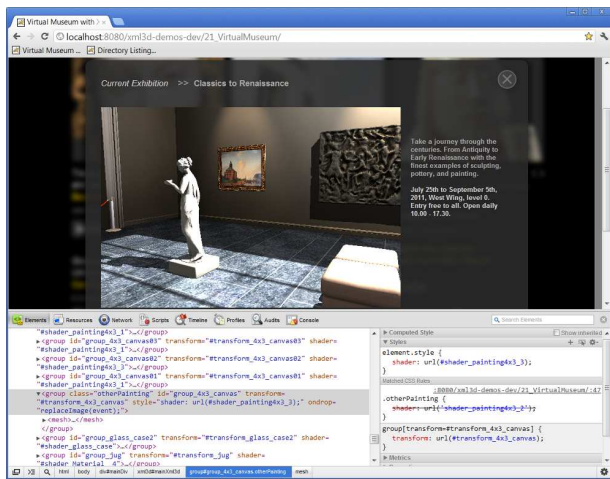 Virtual Museum with X
localhost:8080/xml3d-demos-dev/21_VirtualMuseum/
Virtual Museum ... Directory Listing...
Current Exhibition >> Classics to Renaissance
Take a journey through the
centuries. From Antiquity to
Early Renaissance with the
finest examples of sculpting,
pottery, and painting.
July 25th to September 5th,
2011, West Wing, level 0.
Entry free to all. Open daily
10.00 - 17.30.
Elements Resources Network Scripts Timeline Profiles Audits Console Search Elements
"#shader_painting4x3_1">…</group>
<group id="group_4x3_canvas03" transform="#transform_4x3_canvas03" shader=
"#shader_painting4x3_1">…</group>
<group id="group_4x3_canvas02" transform="#transform_4x3_canvas02" shader=
"#shader_painting4x3_1">…</group>
<group id="group_4x3_canvas01" transform="#transform_4x3_canvas01" shader=
"#shader_painting4x3_1">…</group>
<group class="otherPainting" id="group_4x3_canvas" transform=
"#transform_4x3_canvas" style="shader: url(#shader_painting4x3_3);" ondrop=
"replaceImage(event);">
<mesh>…</mesh>
</group>
<group id="group_glass_case2" transform="#transform_glass_case2" shader=
"#shader_glass_case">…</group>
<group id="group_jug" transform="#transform_jug" shader=
"#shader_Material__4">…</group>
Computed Style Show inherited
Styles
element.style {
shader: url(#shader_painting4x3_3);
}
Matched CSS Rules
:8080/xml3d-demos-dev/21_VirtualMuseum/:47
.otherPainting {
shader: url('shader_painting4x3_2');
}
group[transform=#transform_4x3_canvas] {
transform: url(#transform_4x3_canvas);
}
Metrics
html body div#mainDiv xml3d#mainXml3d group#group_4x3_canvas.otherPainting mesh